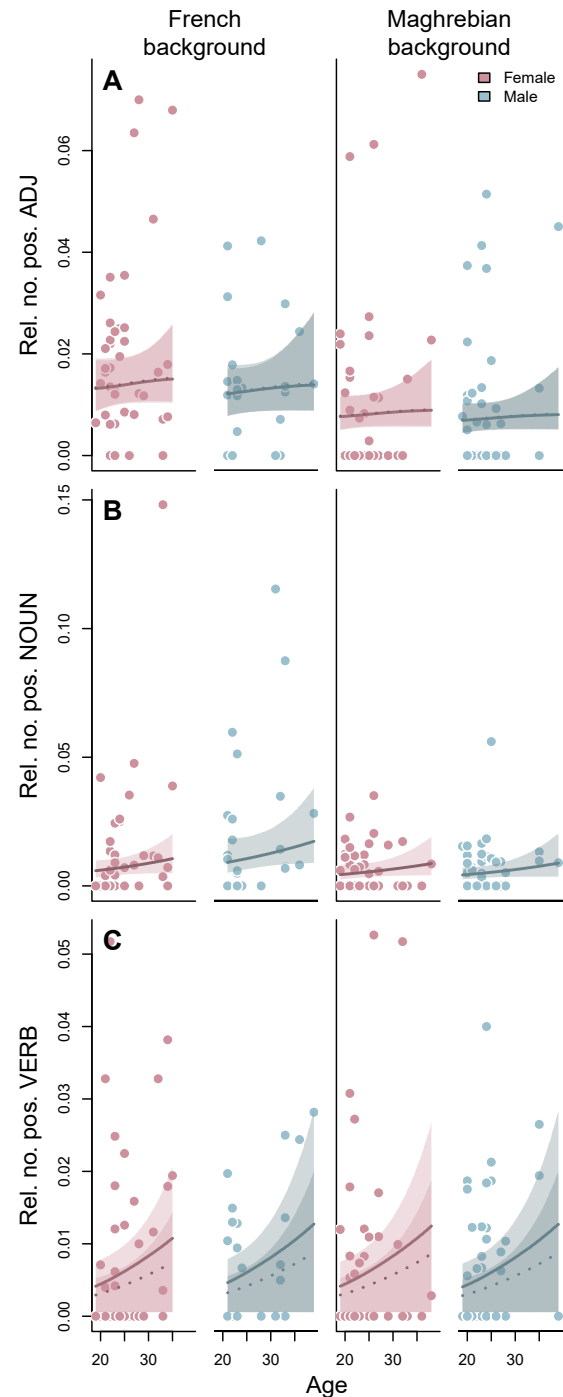 French
background
Maghrebian
background
A
Female
Male
Rel. no. pos. ADJ
0.06
0.04
0.02
0.00
B
Rel. no. pos. NOUN
0.15
0.10
0.05
0.00
C
Rel. no. pos. VERB
0.05
0.04
0.03
0.02
0.01
0.00
20 30 20 30 20 30 20 30
Age